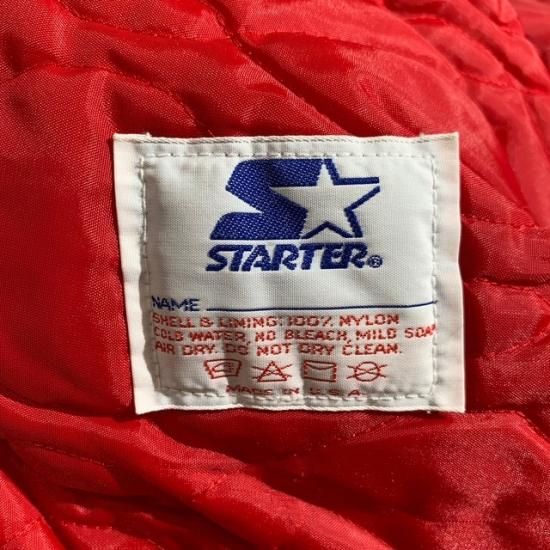 STARTER®
NAME
SHELL & LINING: 100% NYLON
COLD WATER, NO BLEACH, MILD SOAP
AIR DRY. DO NOT DRY CLEAN.
MADE IN U.S.A.